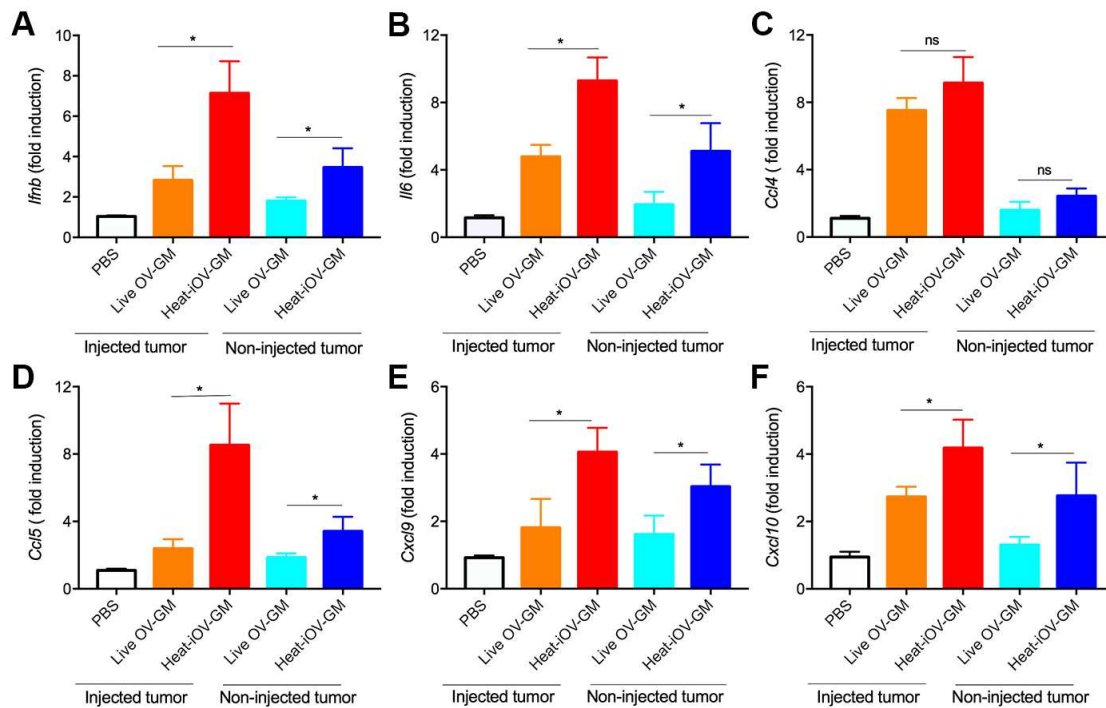 A
Ifnb (fold induction)
10
8
6
4
2
0
*
*
PBS
Live OV-GM
Heat-iOV-GM
Live OV-GM
Heat-iOV-GM
Injected tumor
Non-injected tumor
B
Il6 (fold induction)
12
8
4
0
*
*
PBS
Live OV-GM
Heat-iOV-GM
Live OV-GM
Heat-iOV-GM
Injected tumor
Non-injected tumor
C
Ccl4 ( fold induction)
12
8
4
0
ns
ns
PBS
Live OV-GM
Heat-iOV-GM
Live OV-GM
Heat-iOV-GM
Injected tumor
Non-injected tumor
D
Ccl5 ( fold induction)
12
8
4
0
*
*
PBS
Live OV-GM
Heat-iOV-GM
Live OV-GM
Heat-iOV-GM
Injected tumor
Non-injected tumor
E
Cxcl9 (fold induction)
6
4
2
0
*
*
PBS
Live OV-GM
Heat-iOV-GM
Live OV-GM
Heat-iOV-GM
Injected tumor
Non-injected tumor
F
Cxcl10 (fold induction)
6
4
2
0
*
*
PBS
Live OV-GM
Heat-iOV-GM
Live OV-GM
Heat-iOV-GM
Injected tumor
Non-injected tumor